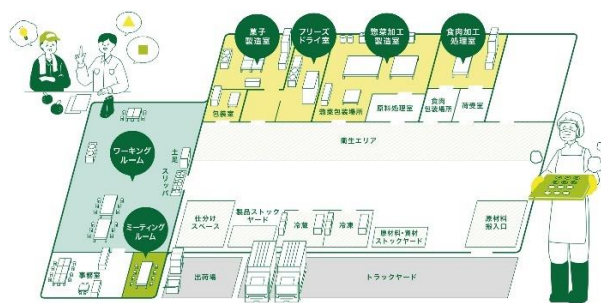 菓子
製造室
フリーズ
ドライ室
惣菜加工
製造室
食肉加工
処理室
包装室
惣菜包装場所
原料処理室
食肉
包装場所
荷受室
衛生エリア
ワーキング
ルーム
土足
スリッパ
ミーティング
ルーム
事務室
仕分け
スペース
製品ストック
ヤード
冷蔵
冷凍
原材料・資材
ストックヤード
原材料
搬入口
出荷場
トラックヤード